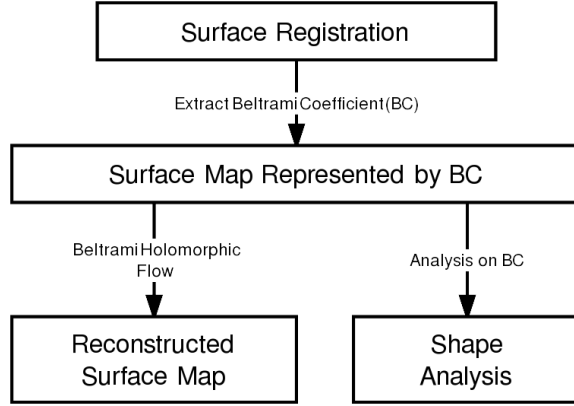 Surface Registration
Extract Beltrami Coefficient (BC)
Surface Map Represented by BC
Beltrami Holomorphic
Flow
Analysis on BC
Reconstructed
Surface Map
Shape
Analysis